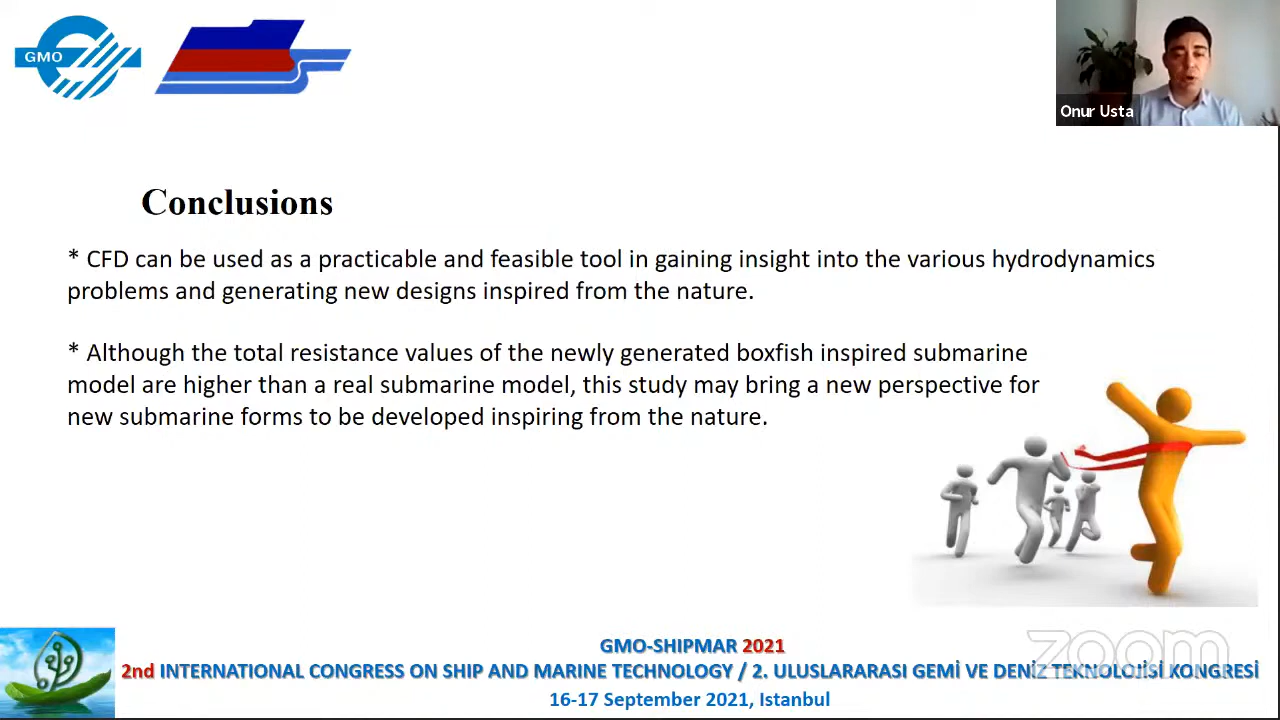 GMO
Onur Usta
Conclusions
* CFD can be used as a practicable and feasible tool in gaining insight into the various hydrodynamics
problems and generating new designs inspired from the nature.
* Although the total resistance values of the newly generated boxfish inspired submarine
model are higher than a real submarine model, this study may bring a new perspective for
new submarine forms to be developed inspiring from the nature.
GMO-SHIPMAR 2021
zoom
2nd INTERNATIONAL CONGRESS ON SHIP AND MARINE TECHNOLOGY / 2. ULUSLARARASI GEMİ VE DENİZ TEKNOLOJİSİ KONGRESİ
16-17 September 2021, Istanbul